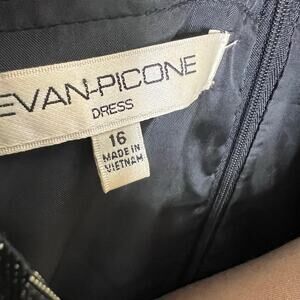 EVAN-PICONE
DRESS
16
MADE IN
VIETNAM